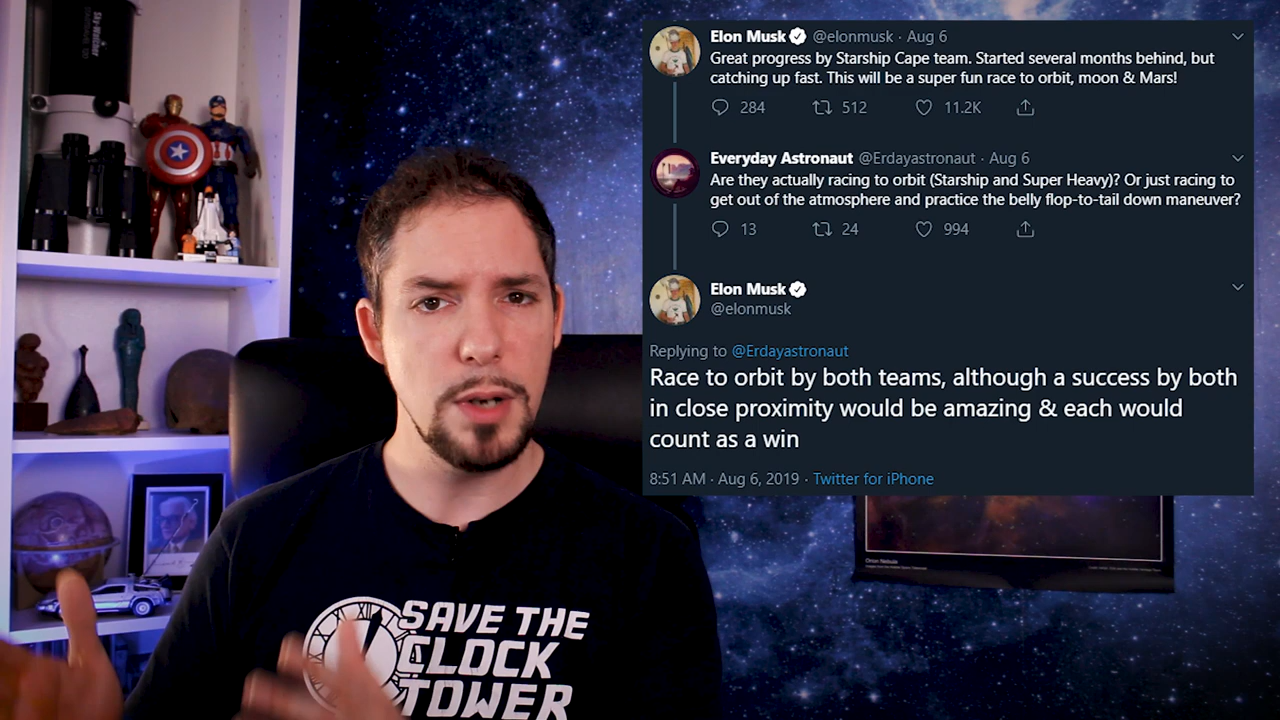 Elon Musk @elonmusk · Aug 6
Great progress by Starship Cape team. Started several months behind, but
catching up fast. This will be a super fun race to orbit, moon & Mars!
284 512 11.2K
Everyday Astronaut @Erdayastronaut · Aug 6
Are they actually racing to orbit (Starship and Super Heavy)? Or just racing to
get out of the atmosphere and practice the belly flop-to-tail down maneuver?
13 24 994
Elon Musk
@elonmusk
Replying to @Erdayastronaut
Race to orbit by both teams, although a success by both
in close proximity would be amazing & each would
count as a win
8:51 AM · Aug 6, 2019 · Twitter for iPhone
Sky-Watcher
Orion Nebula
SAVE THE
CLOCK
TOWER